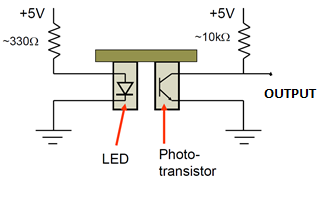 +5V
+5V
~330Ω
~10kΩ
OUTPUT
LED
Photo-
transistor